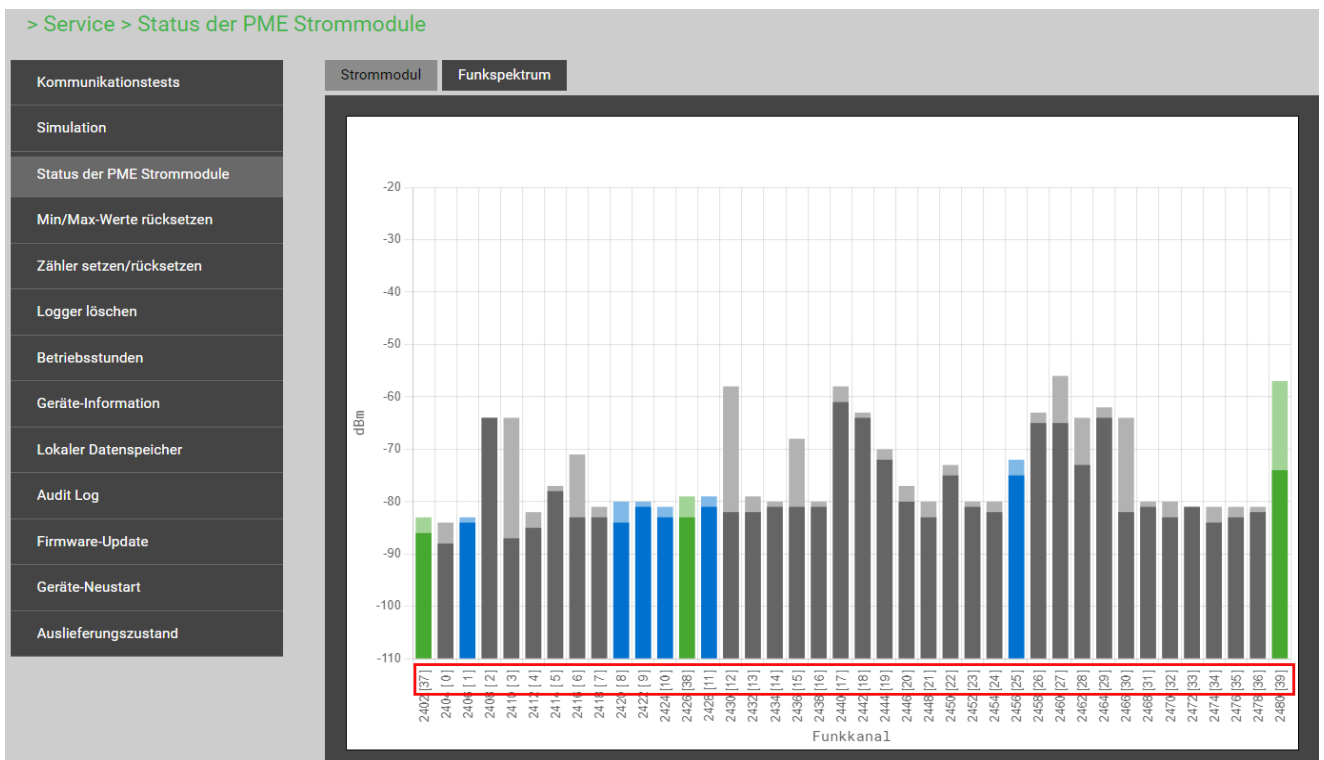 > Service > Status der PME Strommodule
Kommunikationstests
Simulation
Status der PME Strommodule
Min/Max-Werte rücksetzen
Zähler setzen/rücksetzen
Logger löschen
Betriebsstunden
Geräte-Information
Lokaler Datenspeicher
Audit Log
Firmware-Update
Geräte-Neustart
Auslieferungszustand
Strommodul
Funkspektrum
-20
-30
-40
-50
-60
-70
-80
-90
-100
-110
dBm
2402 [37]
2404 [0]
2406 [1]
2408 [2]
2410 [3]
2412 [4]
2414 [5]
2416 [6]
2418 [7]
2420 [8]
2422 [9]
2424 [10]
2426 [38]
2428 [11]
2430 [12]
2432 [13]
2434 [14]
2436 [15]
2438 [16]
2440 [17]
2442 [18]
2444 [19]
2446 [20]
2448 [21]
2450 [22]
2452 [23]
2454 [24]
2456 [25]
2458 [26]
2460 [27]
2462 [28]
2464 [29]
2466 [30]
2468 [31]
2470 [32]
2472 [33]
2474 [34]
2476 [35]
2478 [36]
2480 [39]
Funkkanal